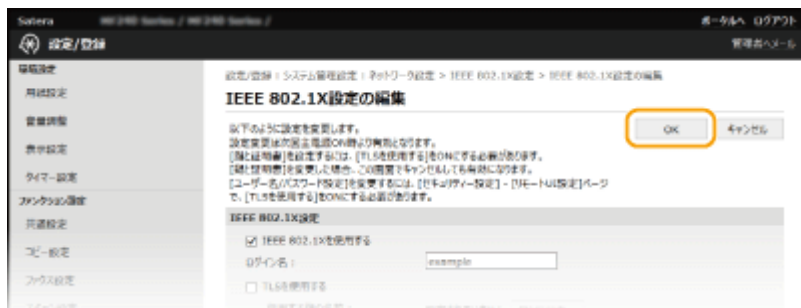 Satera
ポータルへ ログアウト
設定/登録
管理者へメール
環境設定
用紙設定
音量調整
表示設定
タイマー設定
ファンクション設定
共通設定
コピー設定
ファクス設定
設定/登録 : システム管理設定 : ネットワーク設定 > IEEE 802.1X設定 > IEEE 802.1X設定の編集
IEEE 802.1X設定の編集
以下のように設定を変更します。
設定変更は次回主電源ON時より有効となります。
[鍵と証明書]を設定するには、[TLSを使用する]をONにする必要があります。
[鍵と証明書]を変更した場合、この画面でキャンセルしても有効になります。
[ユーザー名/パスワード設定]を変更するには、[セキュリティー設定] - [リモートUI設定]ページ
で、[TLSを使用する]をONにする必要があります。
OK
キャンセル
IEEE 802.1X設定
IEEE 802.1Xを使用する
ログイン名 :
example
TLSを使用する